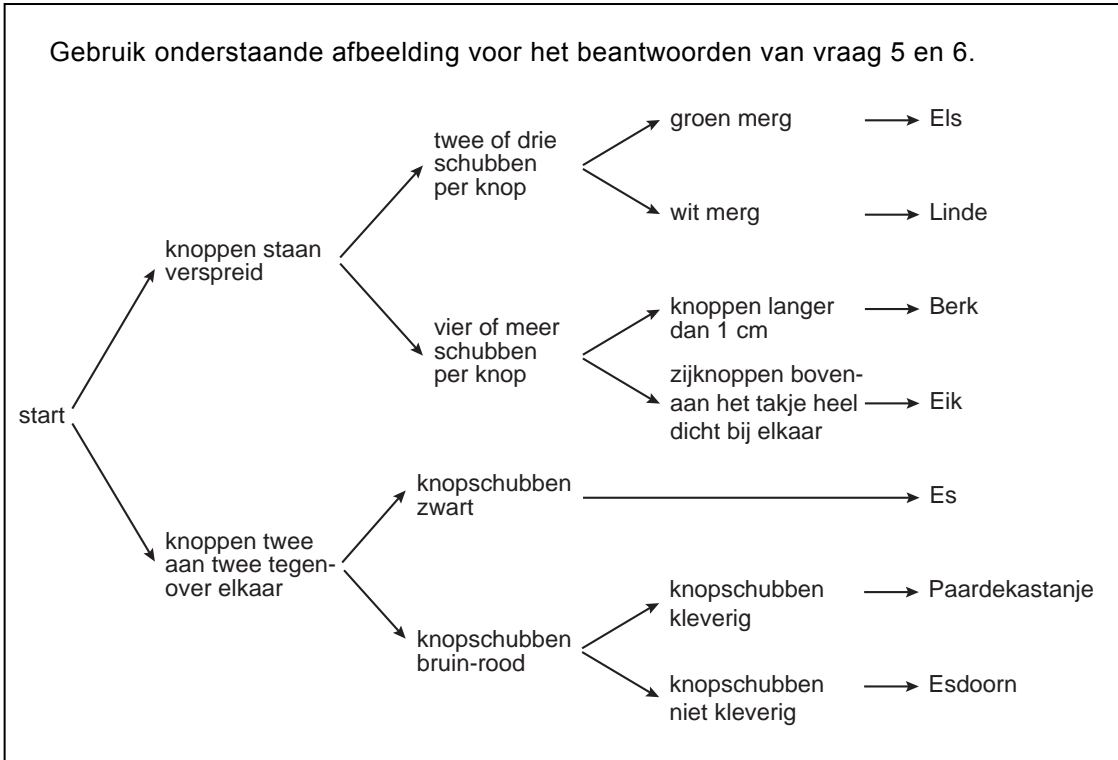 Gebruik onderstaande afbeelding voor het beantwoorden van vraag 5 en 6.
start
knoppen staan
verspreid
twee of drie
schubben
per knop
groen merg
Els
wit merg
Linde
vier of meer
schubben
per knop
knoppen langer
dan 1 cm
Berk
zijknoppen boven-
aan het takje heel
dicht bij elkaar
Eik
knoppen twee
aan twee tegen-
over elkaar
knopschubben
zwart
Es
knopschubben
bruin-rood
knopschubben
kleverig
Paardekastanje
knopschubben
niet kleverig
Esdoorn